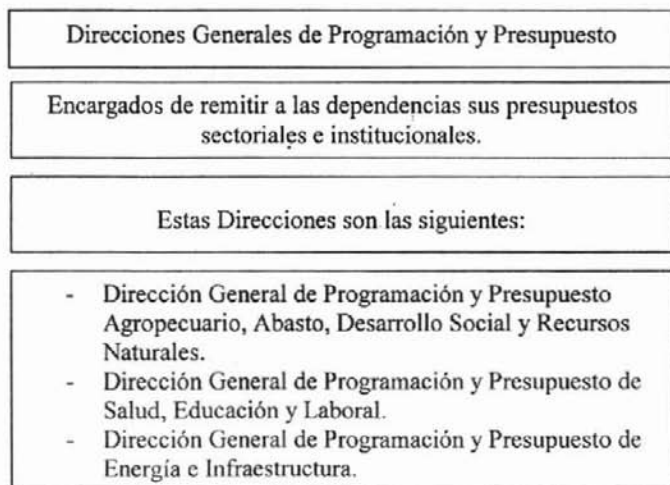 Direcciones Generales de Programación y Presupuesto
Encargados de remitir a las dependencias sus presupuestos
sectoriales e institucionales.
Estas Direcciones son las siguientes:
- Dirección General de Programación y Presupuesto
Agropecuario, Abasto, Desarrollo Social y Recursos
Naturales.
- Dirección General de Programación y Presupuesto de
Salud, Educación y Laboral.
- Dirección General de Programación y Presupuesto de
Energía e Infraestructura.